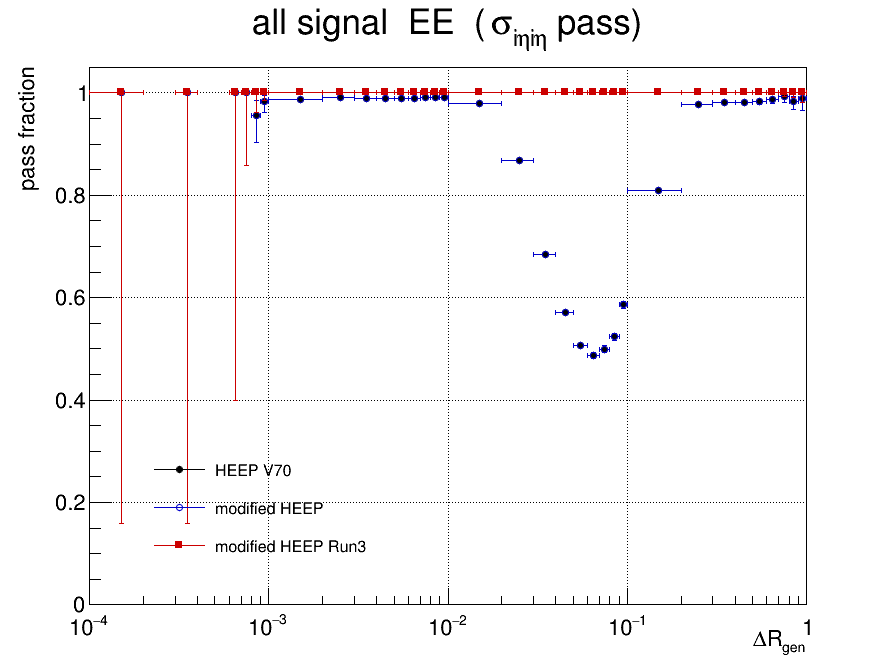 all signal EE ( σiηiη pass)
pass fraction
1
0.8
0.6
0.4
0.2
0
HEEP V70
modified HEEP
modified HEEP Run3
10−4 10−3 10−2 10−1 1
ΔRgen